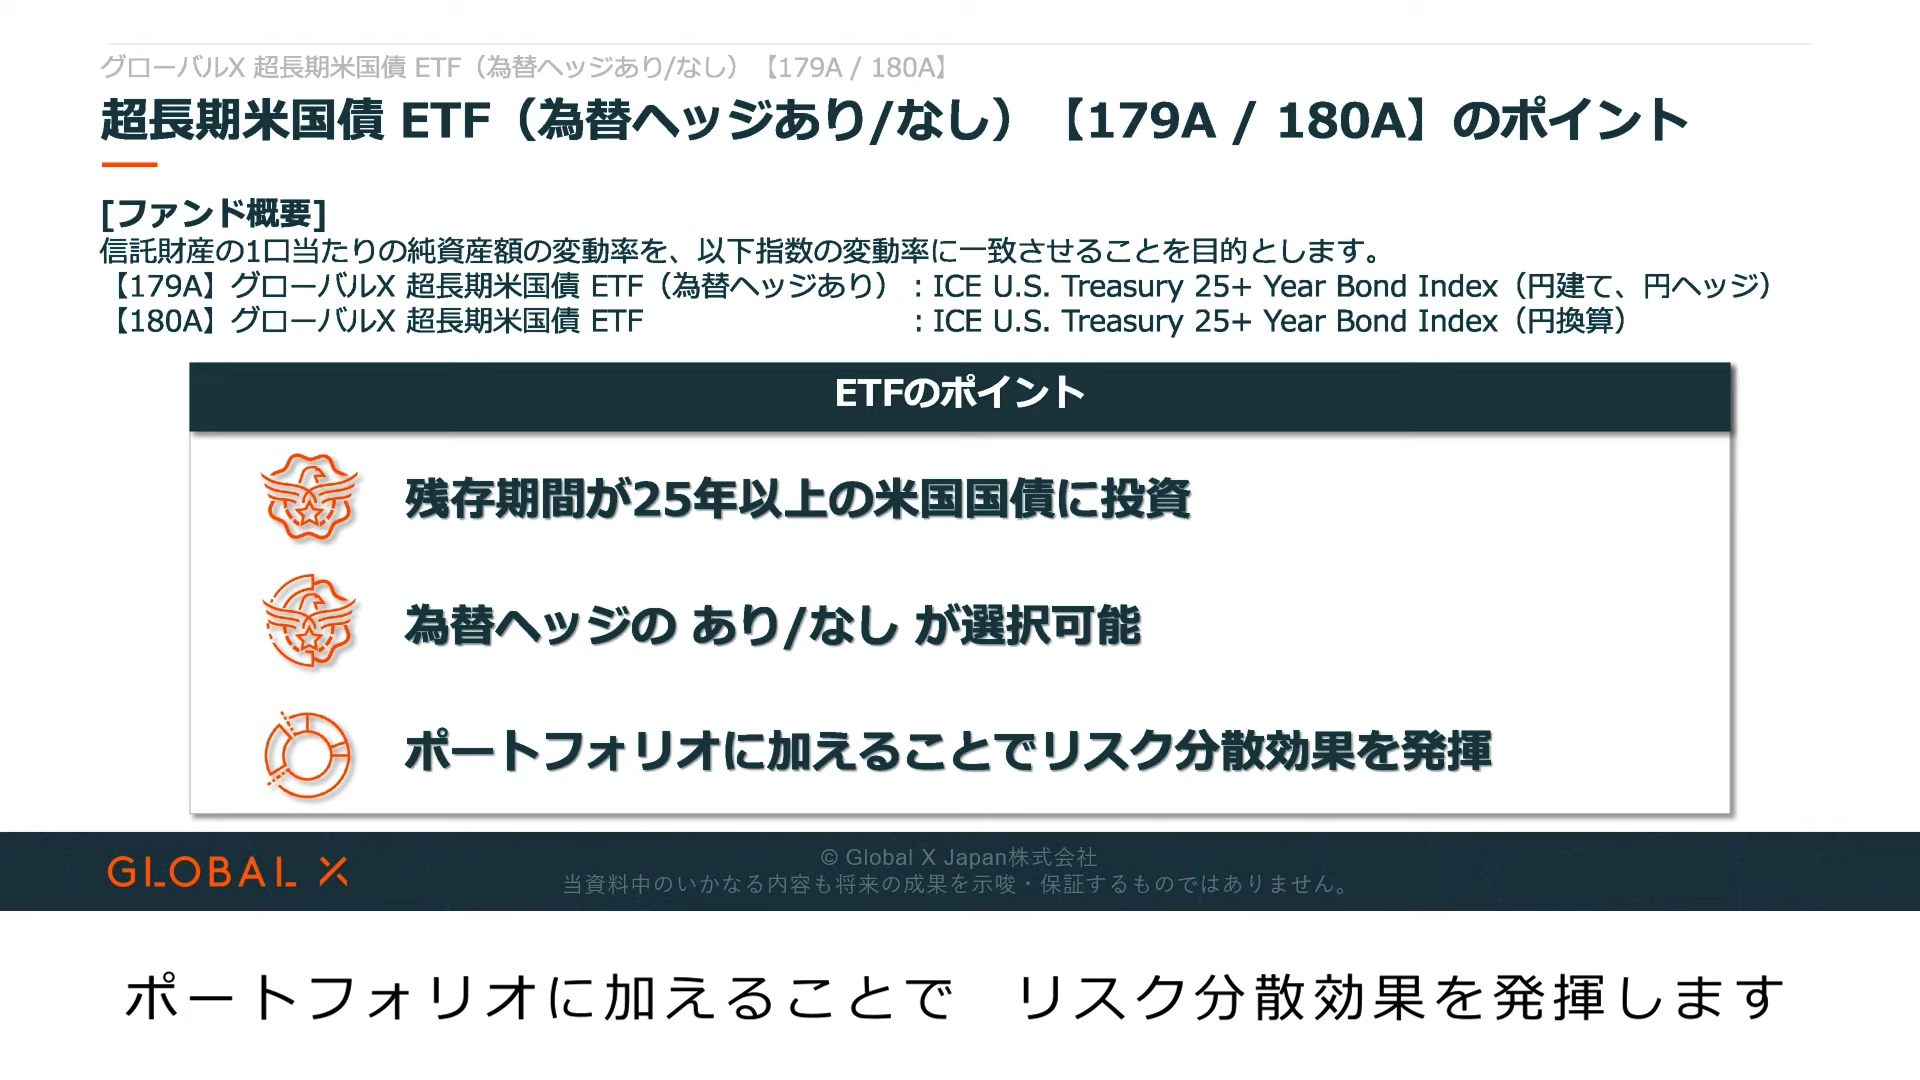 グローバルX 超長期米国債 ETF（為替ヘッジあり/なし）【179A / 180A】
超長期米国債 ETF（為替ヘッジあり/なし）【179A / 180A】のポイント
[ファンド概要]
信託財産の1口当たりの純資産額の変動率を、以下指数の変動率に一致させることを目的とします。
【179A】グローバルX 超長期米国債 ETF（為替ヘッジあり）：ICE U.S. Treasury 25+ Year Bond Index（円建て、円ヘッジ）
【180A】グローバルX 超長期米国債 ETF ：ICE U.S. Treasury 25+ Year Bond Index（円換算）
ETFのポイント
残存期間が25年以上の米国国債に投資
為替ヘッジの あり/なし が選択可能
ポートフォリオに加えることでリスク分散効果を発揮
GLOBAL X
© Global X Japan株式会社
当資料中のいかなる内容も将来の成果を示唆・保証するものではありません。
ポートフォリオに加えることで　リスク分散効果を発揮します